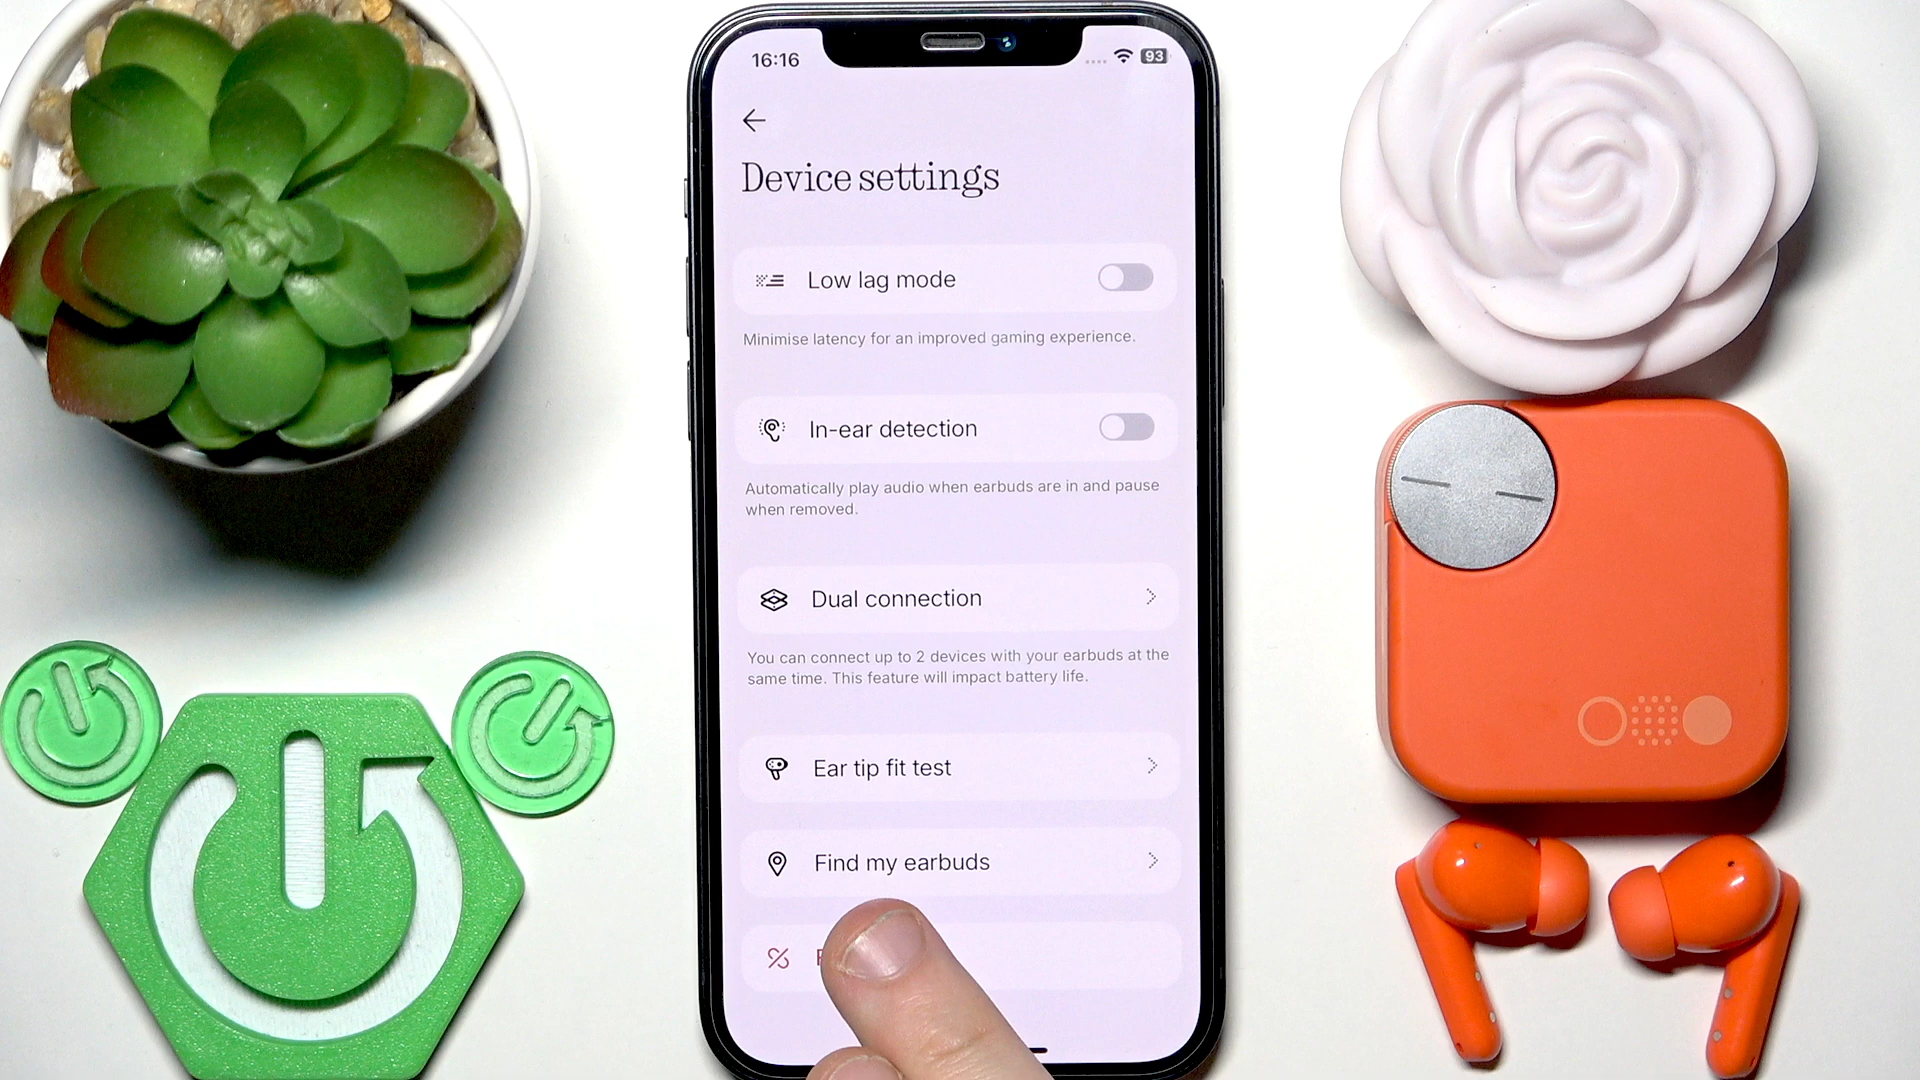 16:16
93
Device settings
Low lag mode
Minimise latency for an improved gaming experience.
In-ear detection
Automatically play audio when earbuds are in and pause
when removed.
Dual connection
You can connect up to 2 devices with your earbuds at the
same time. This feature will impact battery life.
Ear tip fit test
Find my earbuds